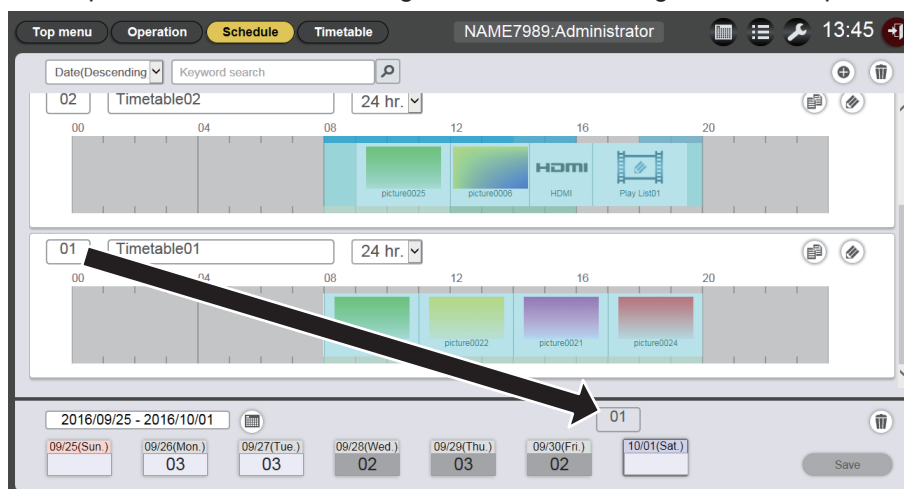 Top menu Operation Schedule Timetable NAME7989:Administrator 13:45
Date(Descending Keyword search
02 Timetable02 24 hr.
00 04 08 12 16 20
HDMI
picture0025 picture0006 HDMI Play List01
01 Timetable01 24 hr.
00 04 08 12 16 20
picture0022 picture0021 picture0024
2016/09/25 - 2016/10/01 01
09/25(Sun.) 09/26(Mon.) 09/27(Tue.) 09/28(Wed.) 09/29(Thu.) 09/30(Fri.) 10/01(Sat.)
03 03 02 03 02 Save